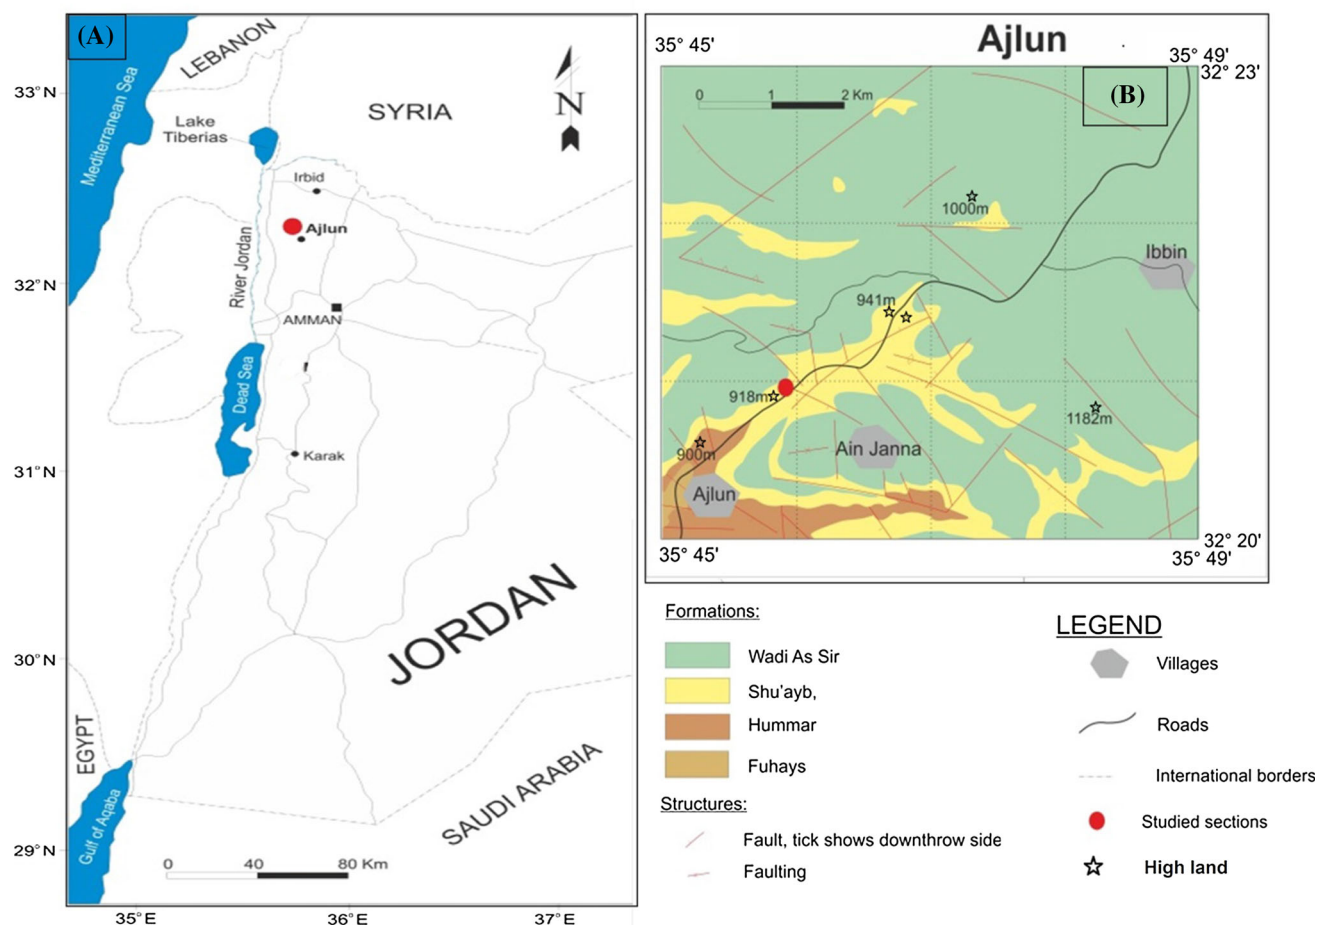 (A)
LEBANON
Mediterranean Sea
33°N
SYRIA
N
Lake
Tiberias
Irbid
Ajlun
River Jordan
32°N
AMMAN
Dead Sea
31°N
Karak
JORDAN
30°N
EGYPT
SAUDI ARABIA
Gulf of Aqaba
29°N
0 40 80 Km
35°E 36°E 37°E
Ajlun
35° 45'
35° 49'
32° 23'
(B)
0 1 2 Km
1000m
Ibbin
941m
918m
1182m
900m
Ain Janna
Ajlun
32° 20'
35° 45'
35° 49'
Formations:
Wadi As Sir
Shu'ayb,
Hummar
Fuhays
Structures:
Fault, tick shows downthrow side
Faulting
LEGEND
Villages
Roads
International borders
Studied sections
High land